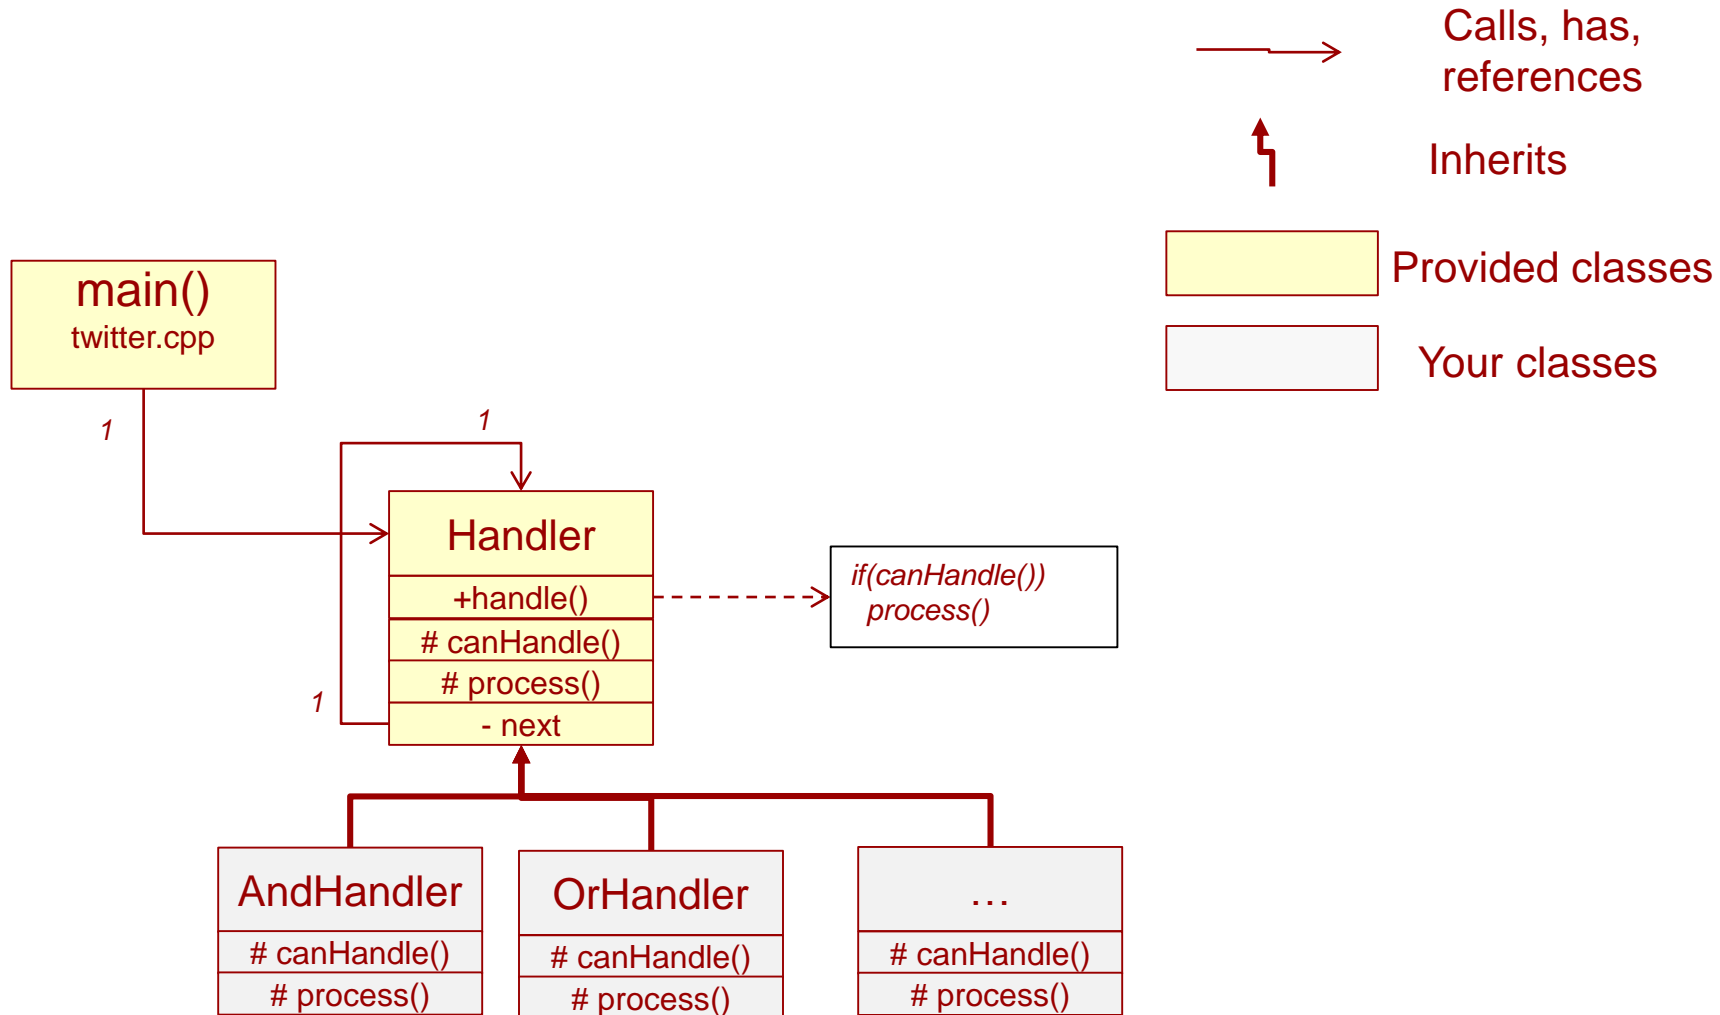 Calls, has,
references
Inherits
Provided classes
Your classes
main()
twitter.cpp
1
1
Handler
+handle()
# canHandle()
# process()
- next
1
if(canHandle())
process()
AndHandler
# canHandle()
# process()
OrHandler
# canHandle()
# process()
...
# canHandle()
# process()